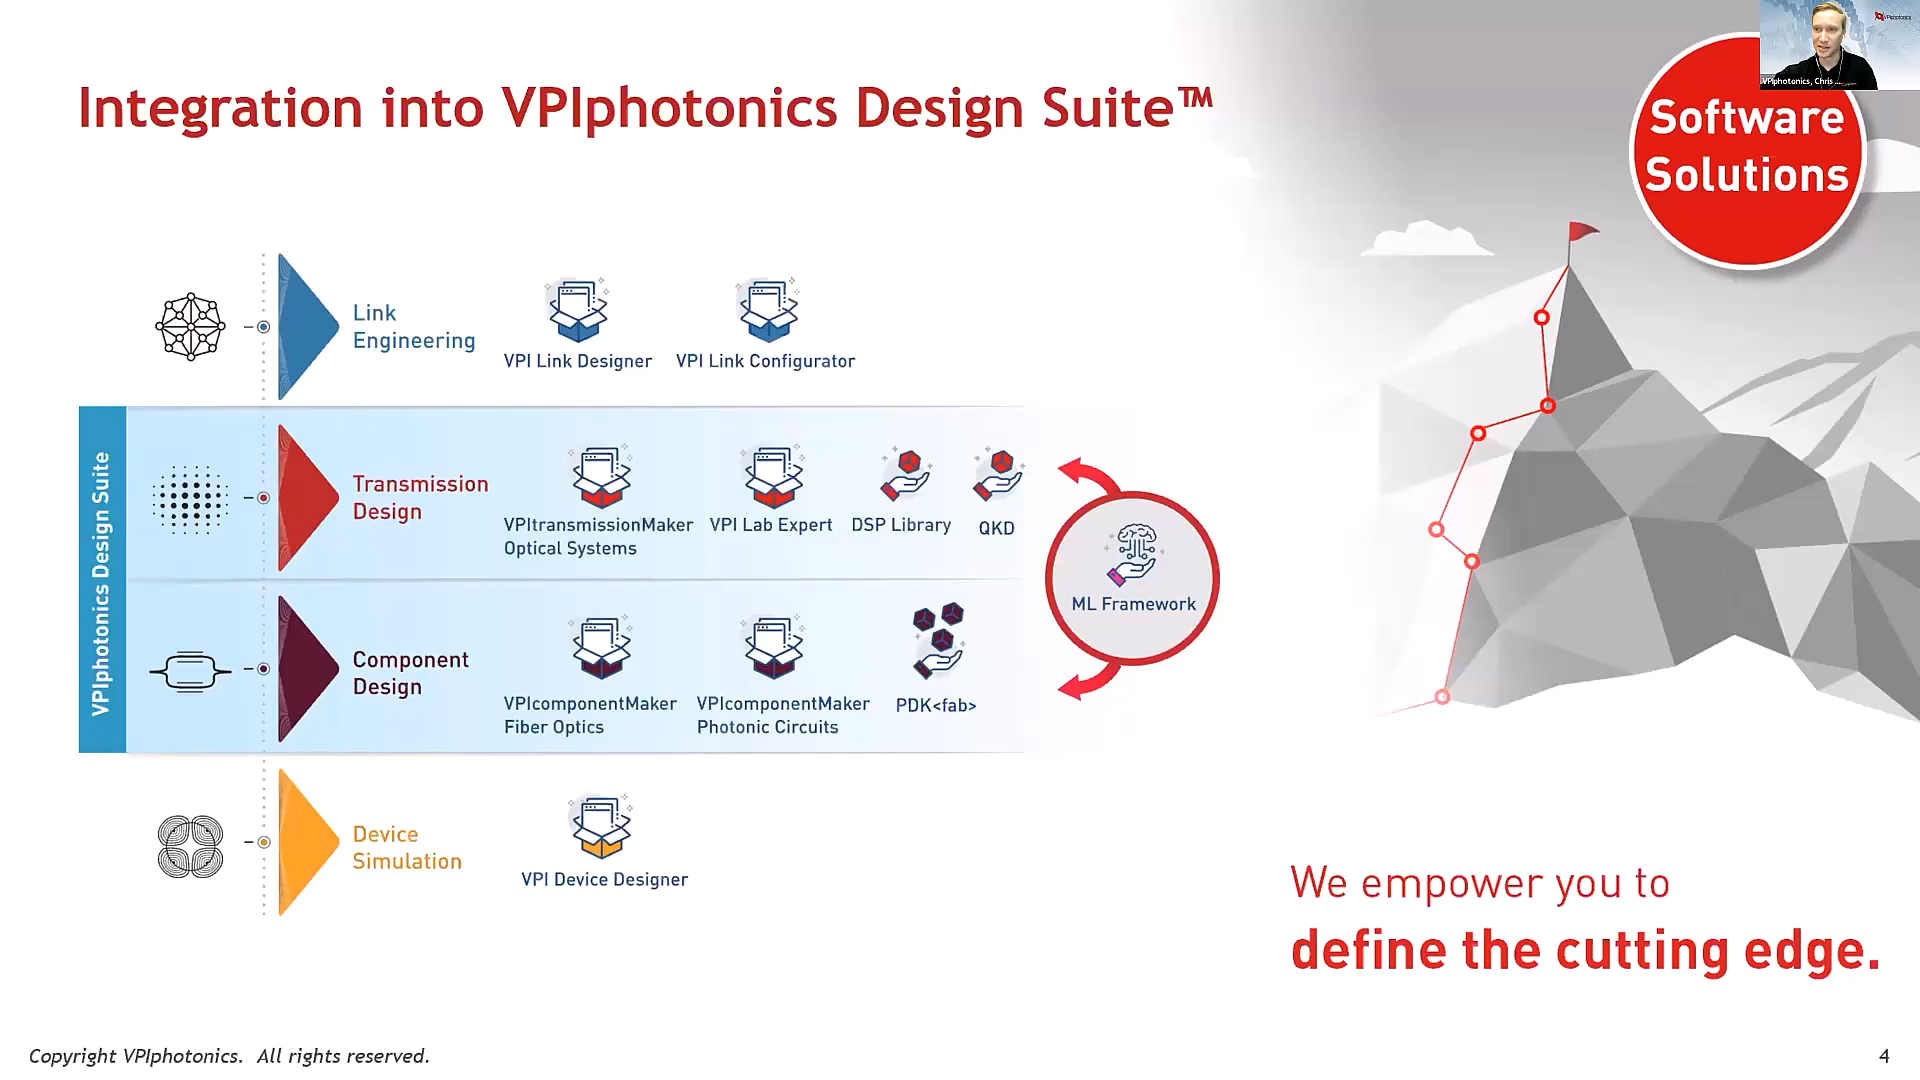 Integration into VPIphotonics Design Suite™
VPIphotonics
VPIphotonics, Chris ...
Software
Solutions
Link
Engineering
VPI Link Designer
VPI Link Configurator
VPIphotonics Design Suite
Transmission
Design
VPItransmissionMaker
Optical Systems
VPI Lab Expert
DSP Library
QKD
ML Framework
Component
Design
VPIcomponentMaker
Fiber Optics
VPIcomponentMaker
Photonic Circuits
PDK<fab>
Device
Simulation
VPI Device Designer
We empower you to
define the cutting edge.
Copyright VPIphotonics. All rights reserved.
4